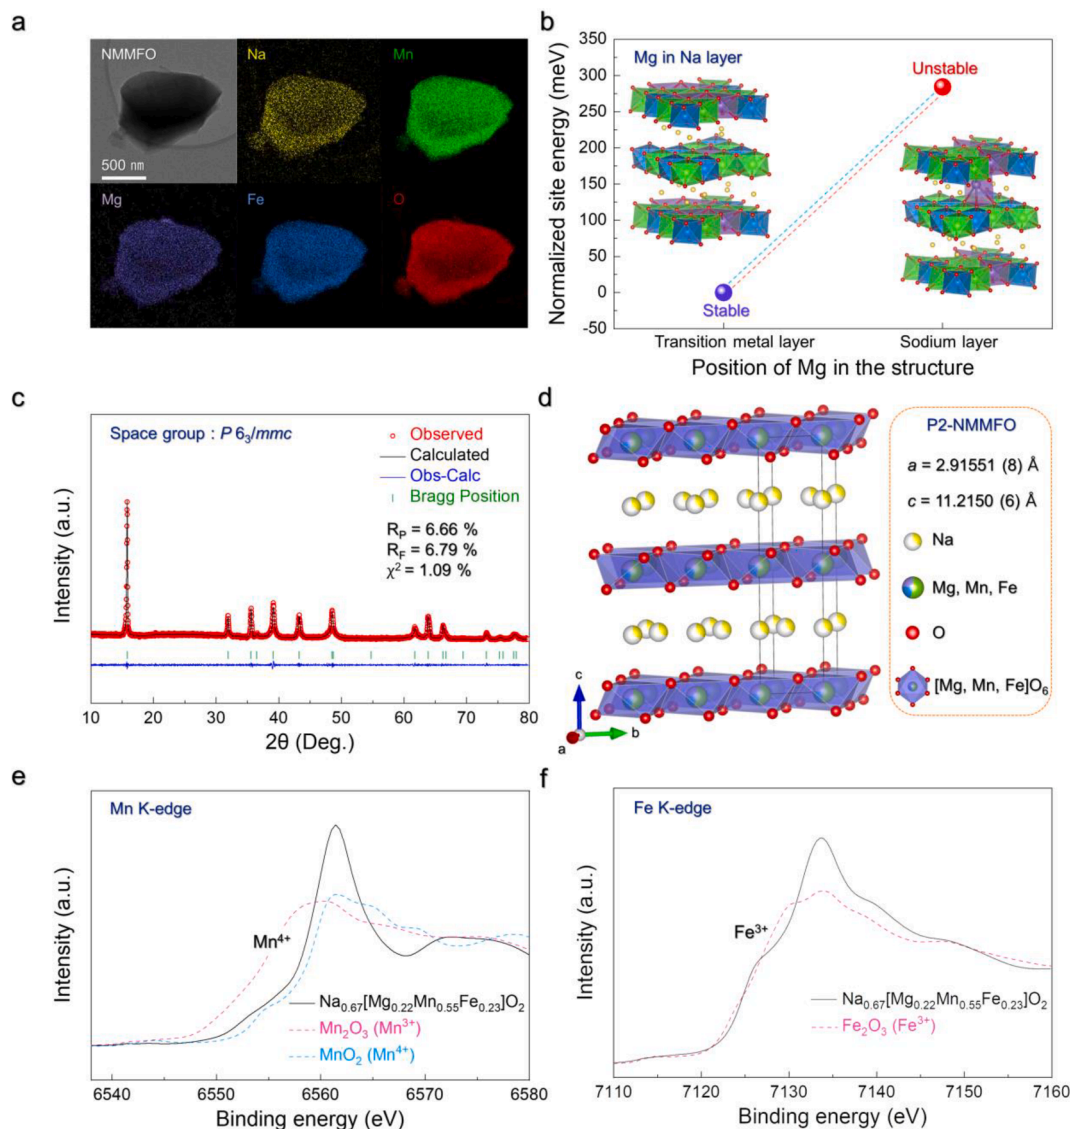 a
NMMFO
Na
Mn
500 nm
Mg
Fe
O
b
Normalized site energy (meV)
350
300
250
200
150
100
50
0
-50
Mg in Na layer
Unstable
Stable
Transition metal layer
Sodium layer
Position of Mg in the structure
c
Intensity (a.u.)
Space group : P 6₃/mmc
Observed
Calculated
Obs-Calc
Bragg Position
R_P = 6.66 %
R_F = 6.79 %
χ² = 1.09 %
10 20 30 40 50 60 70 80
2θ (Deg.)
d
c
a
b
P2-NMMFO
a = 2.91551 (8) Å
c = 11.2150 (6) Å
Na
Mg, Mn, Fe
O
[Mg, Mn, Fe]O₆
e
Intensity (a.u.)
Mn K-edge
Mn⁴⁺
Na₀.₆₇[Mg₀.₂₂Mn₀.₅₅Fe₀.₂₃]O₂
Mn₂O₃ (Mn³⁺)
MnO₂ (Mn⁴⁺)
6540 6550 6560 6570 6580
Binding energy (eV)
f
Intensity (a.u.)
Fe K-edge
Fe³⁺
Na₀.₆₇[Mg₀.₂₂Mn₀.₅₅Fe₀.₂₃]O₂
Fe₂O₃ (Fe³⁺)
7110 7120 7130 7140 7150 7160
Binding energy (eV)